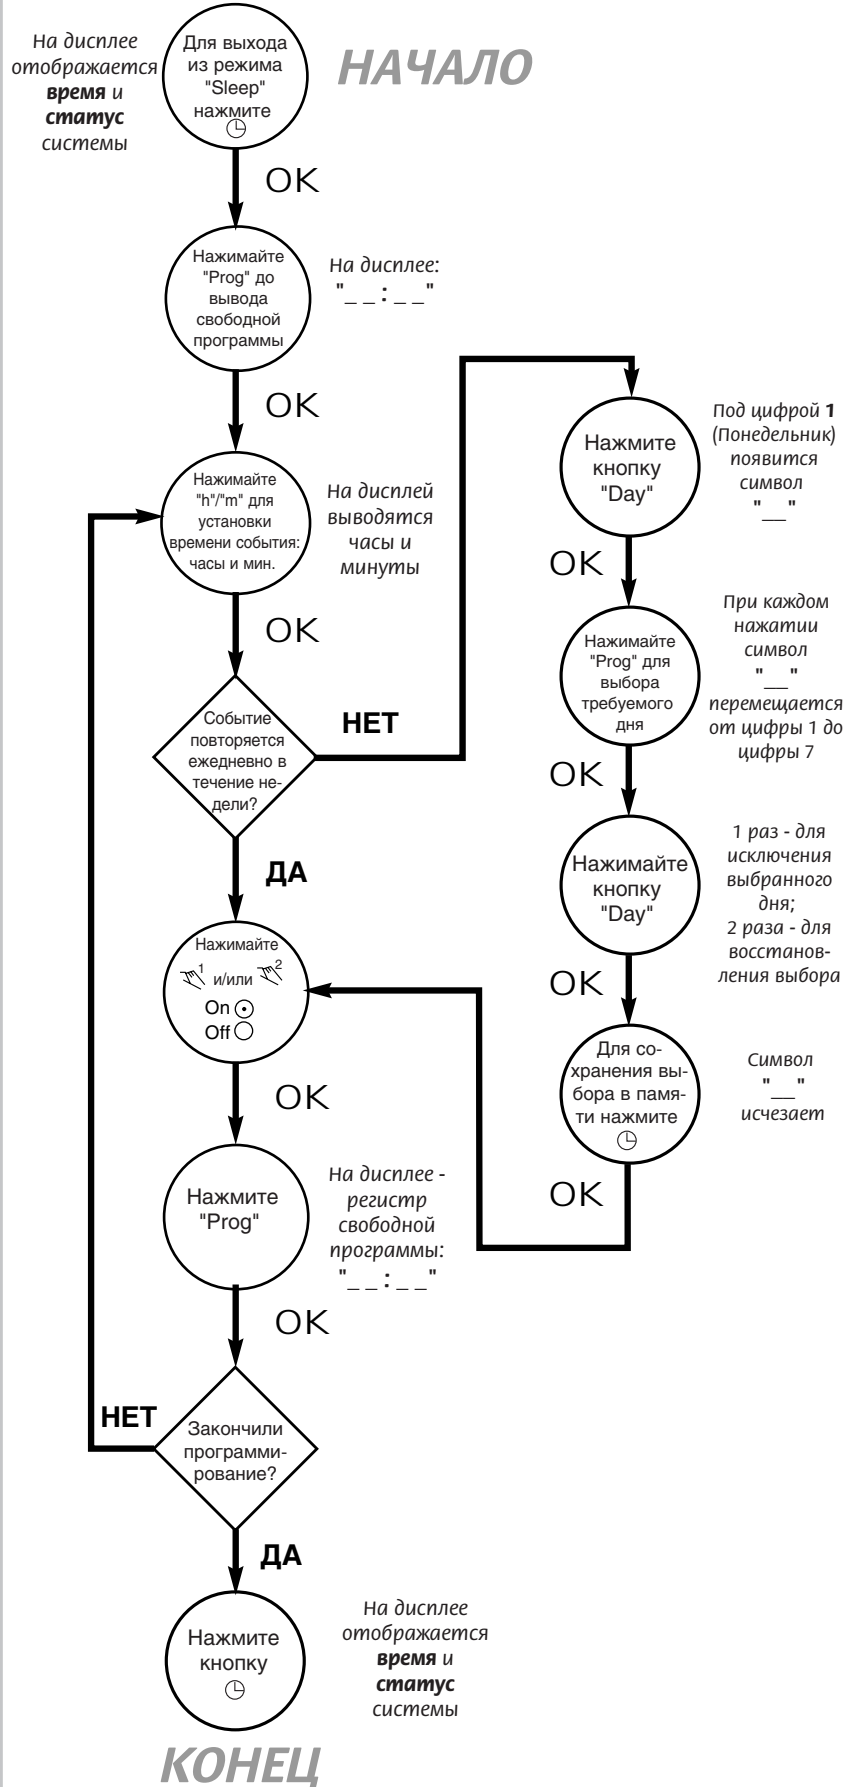 НАЧАЛО
На дисплее
отображается
время и
статус
системы
Для выхода
из режима
"Sleep"
нажмите
OK
Нажимайте
"Prog" до
вывода
свободной
программы
На дисплее:
"_ _ : _ _"
OK
Нажимайте
"h"/"m" для
установки
времени события:
часы и мин.
На дисплей
выводятся
часы и
минуты
OK
Событие
повторяется
ежедневно в
течение не-
дели?
НЕТ
Нажмите
кнопку
"Day"
Под цифрой 1
(Понедельник)
появится
символ
"__"
OK
Нажимайте
"Prog" для
выбора
требуемого
дня
При каждом
нажатии
символ
"__"
перемещается
от цифры 1 до
цифры 7
OK
Нажимайте
кнопку
"Day"
1 раз - для
исключения
выбранного
дня;
2 раза - для
восстанов-
ления выбора
OK
Для со-
хранения вы-
бора в памя-
ти нажмите
Символ
"__"
исчезает
OK
ДА
Нажимайте
1 и/или 2
On
Off
OK
Нажмите
"Prog"
На дисплее -
регистр
свободной
программы:
"_ _ : _ _"
OK
Закончили
программи-
рование?
НЕТ
ДА
Нажмите
кнопку
На дисплее
отображается
время и
статус
системы
КОНЕЦ